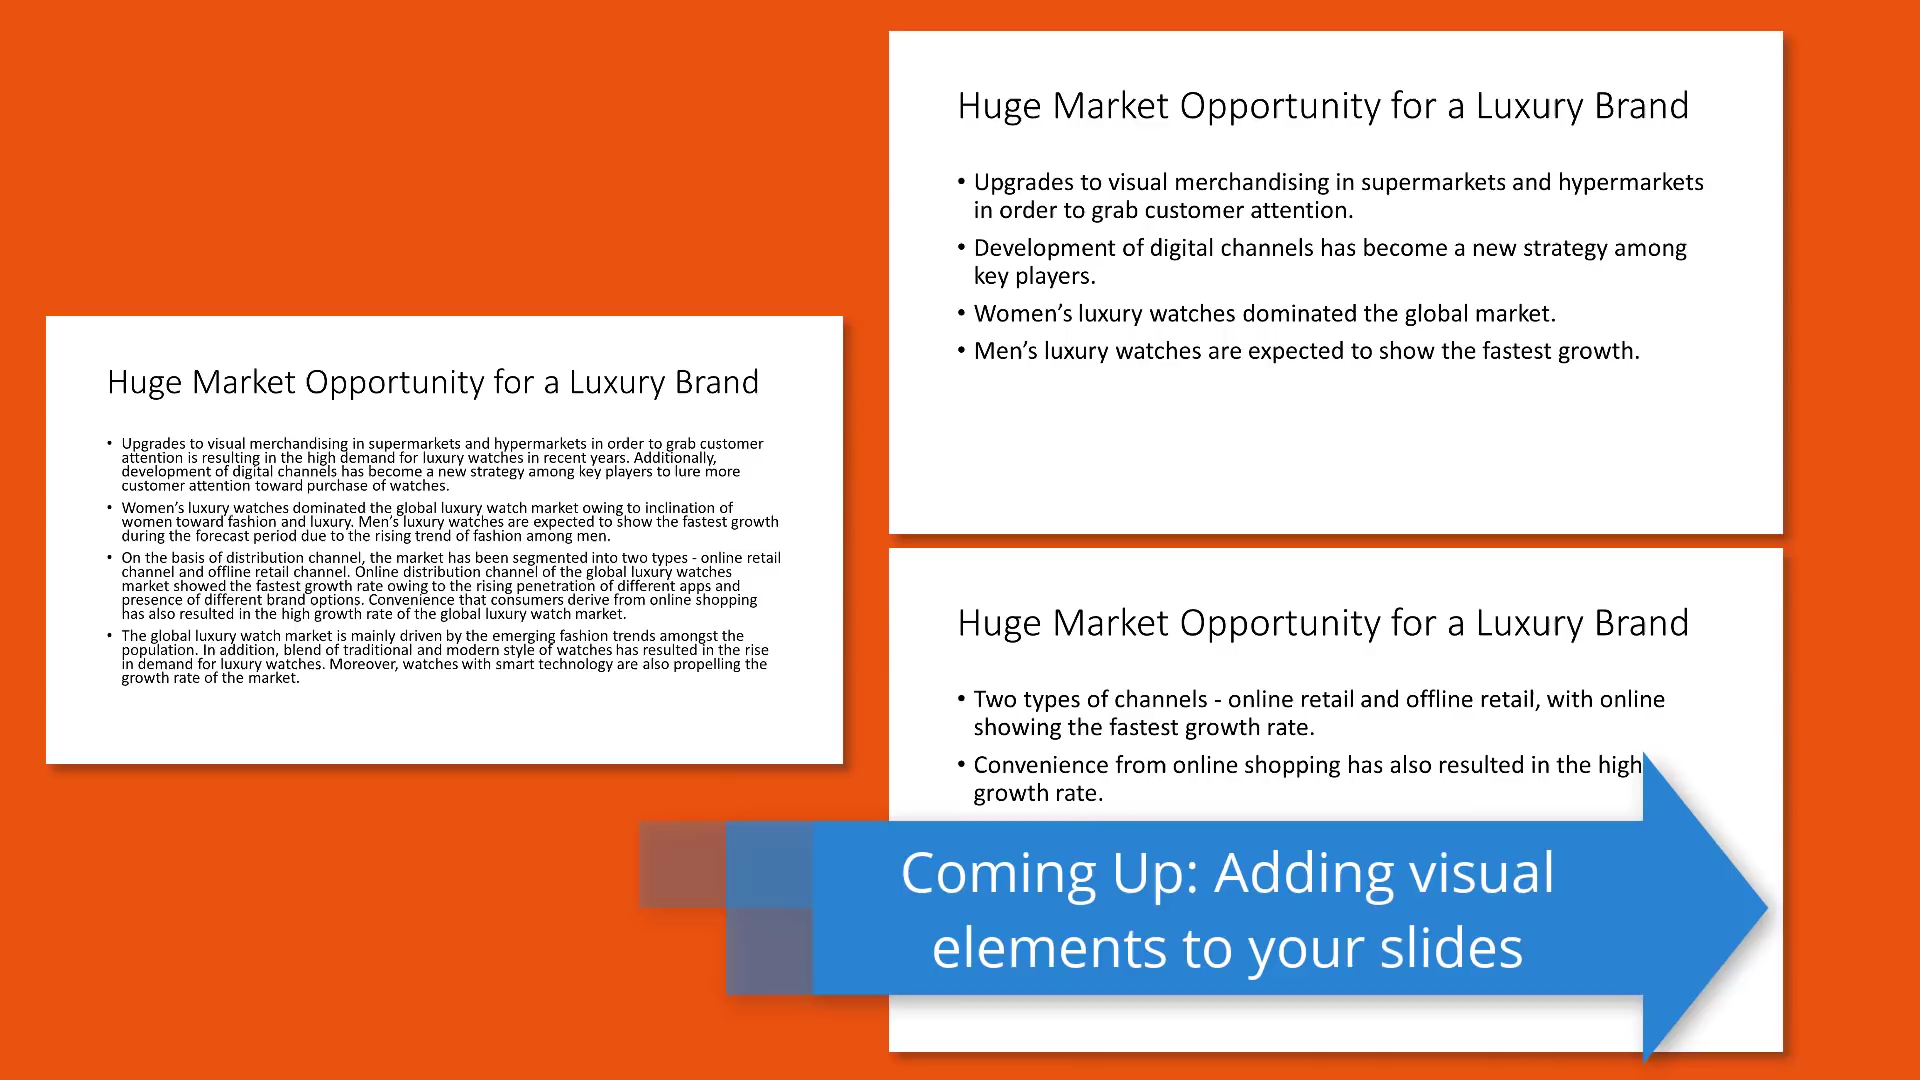 Huge Market Opportunity for a Luxury Brand
• Upgrades to visual merchandising in supermarkets and hypermarkets in order to grab customer
attention is resulting in the high demand for luxury watches in recent years. Additionally,
development of digital channels has become a new strategy among key players to lure more
customer attention toward purchase of watches.
• Women’s luxury watches dominated the global luxury watch market owing to inclination of
women toward fashion and luxury. Men’s luxury watches are expected to show the fastest growth
during the forecast period due to the rising trend of fashion among men.
• On the basis of distribution channel, the market has been segmented into two types - online retail
channel and offline retail channel. Online distribution channel of the global luxury watches
market showed the fastest growth rate owing to the rising penetration of different apps and
presence of different brand options. Convenience that consumers derive from online shopping
has also resulted in the high growth rate of the global luxury watch market.
• The global luxury watch market is mainly driven by the emerging fashion trends amongst the
population. In addition, blend of traditional and modern style of watches has resulted in the rise
in demand for luxury watches. Moreover, watches with smart technology are also propelling the
growth rate of the market.
Huge Market Opportunity for a Luxury Brand
• Upgrades to visual merchandising in supermarkets and hypermarkets
in order to grab customer attention.
• Development of digital channels has become a new strategy among
key players.
• Women’s luxury watches dominated the global market.
• Men’s luxury watches are expected to show the fastest growth.
Huge Market Opportunity for a Luxury Brand
• Two types of channels - online retail and offline retail, with online
showing the fastest growth rate.
• Convenience from online shopping has also resulted in the high
growth rate.
Coming Up: Adding visual
elements to your slides